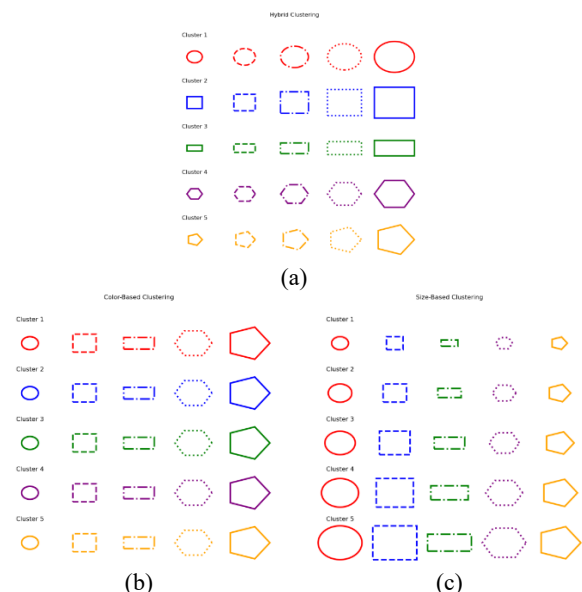 Hybrid Clustering
Cluster 1
Cluster 2
Cluster 3
Cluster 4
Cluster 5
(a)
Color-Based Clustering
Cluster 1
Cluster 2
Cluster 3
Cluster 4
Cluster 5
(b)
Size-Based Clustering
Cluster 1
Cluster 2
Cluster 3
Cluster 4
Cluster 5
(c)